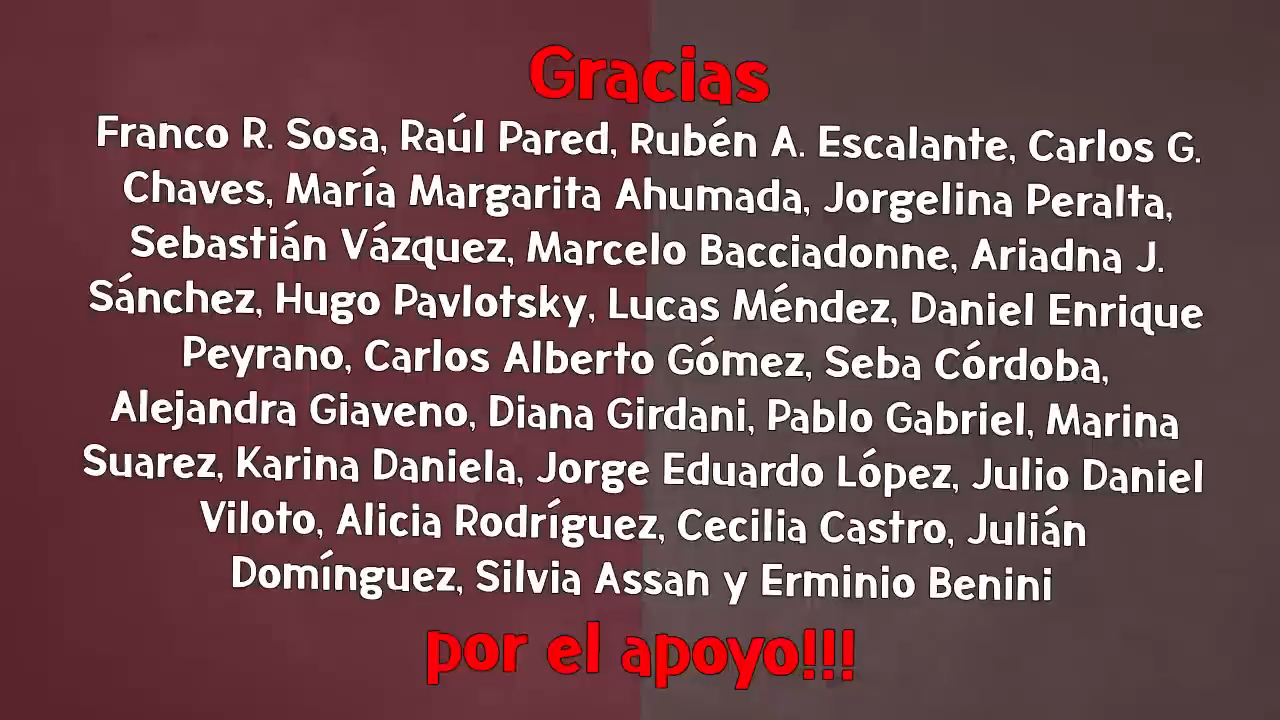 Gracias
Franco R. Sosa, Raúl Pared, Rubén A. Escalante, Carlos G.
Chaves, María Margarita Ahumada, Jorgelina Peralta,
Sebastián Vázquez, Marcelo Bacciadonne, Ariadna J.
Sánchez, Hugo Pavlotsky, Lucas Méndez, Daniel Enrique
Peyrano, Carlos Alberto Gómez, Seba Córdoba,
Alejandra Giaveno, Diana Girdani, Pablo Gabriel, Marina
Suarez, Karina Daniela, Jorge Eduardo López, Julio Daniel
Viloto, Alicia Rodríguez, Cecilia Castro, Julián
Domínguez, Silvia Assan y Erminio Benini
por el apoyo!!!